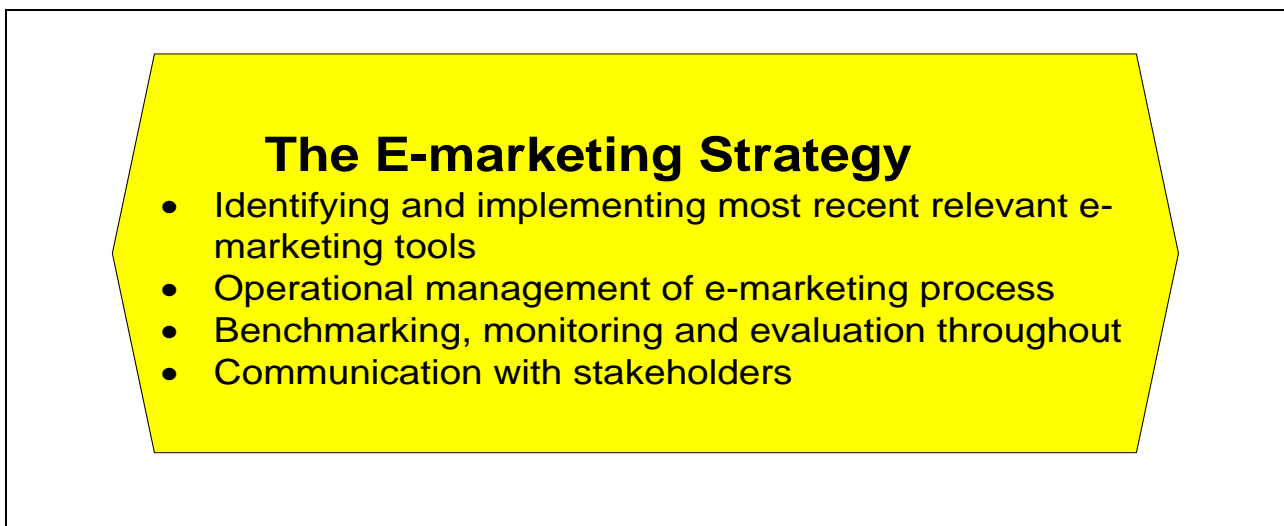 The E-marketing Strategy
• Identifying and implementing most recent relevant e-
marketing tools
• Operational management of e-marketing process
• Benchmarking, monitoring and evaluation throughout
• Communication with stakeholders